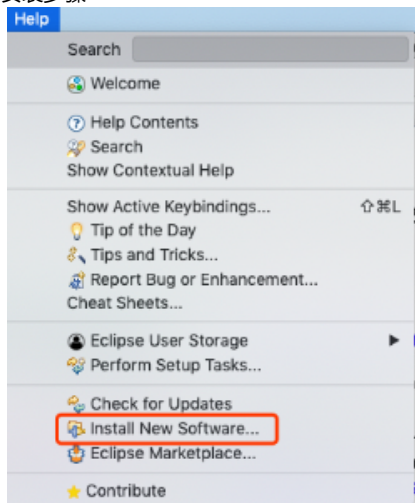 Help
Search
Welcome
Help Contents
Search
Show Contextual Help
Show Active Keybindings... ⇧⌘L
Tip of the Day
Tips and Tricks...
Report Bug or Enhancement...
Cheat Sheets...
Eclipse User Storage
Perform Setup Tasks...
Check for Updates
Install New Software...
Eclipse Marketplace...
Contribute